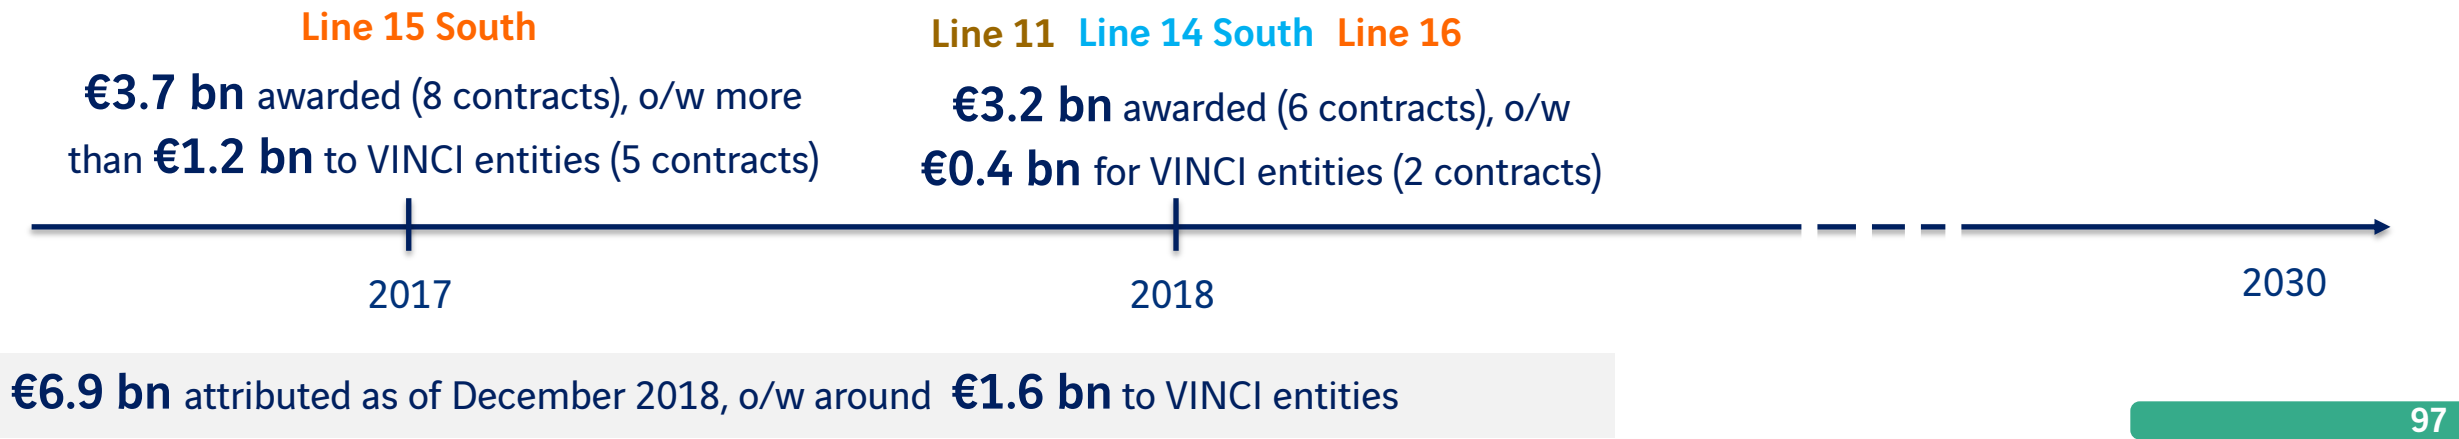 Line 15 South
€3.7 bn awarded (8 contracts), o/w more
than €1.2 bn to VINCI entities (5 contracts)
Line 11 Line 14 South Line 16
€3.2 bn awarded (6 contracts), o/w
€0.4 bn for VINCI entities (2 contracts)
2017
2018
2030
€6.9 bn attributed as of December 2018, o/w around €1.6 bn to VINCI entities
97